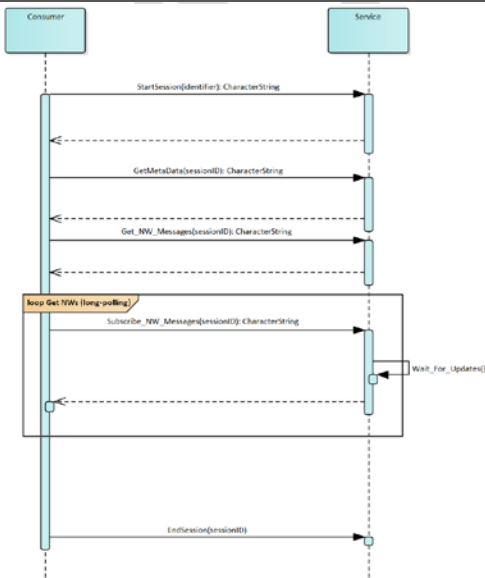 Consumer
Service
StartSession(identifier): CharacterString
GetMetaData(sessionID): CharacterString
Get_NW_Messages(sessionID): CharacterString
loop Get NWs (long-polling)
Subscribe_NW_Messages(sessionID): CharacterString
Wait_For_Updates()
EndSession(sessionID)